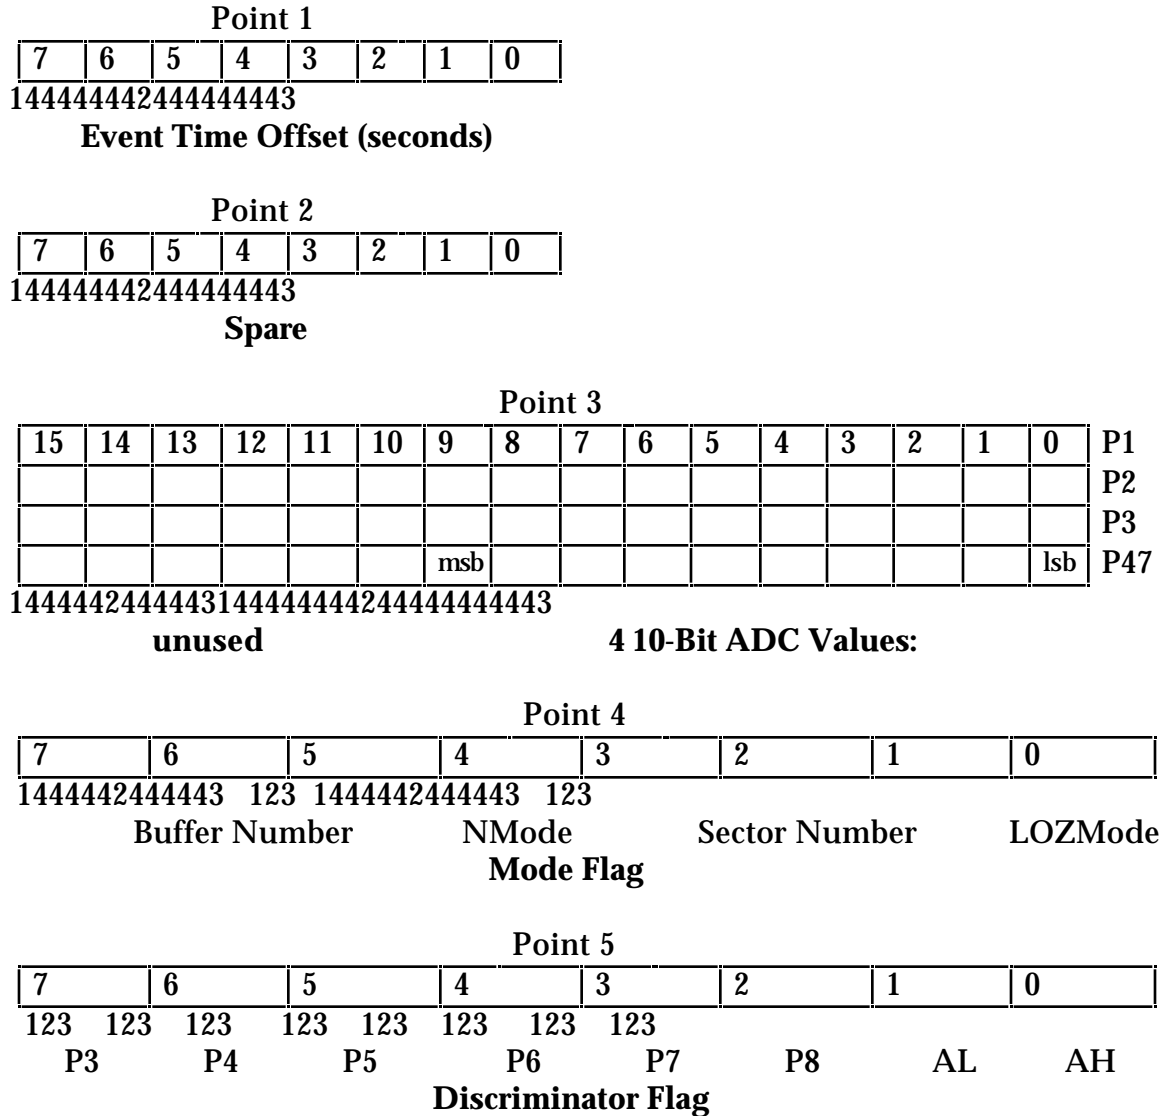 Point 1
7 6 5 4 3 2 1 0
144444442444444443
Event Time Offset (seconds)
Point 2
7 6 5 4 3 2 1 0
144444442444444443
Spare
Point 3
15 14 13 12 11 10 9 8 7 6 5 4 3 2 1 0 P1
P2
P3
msb lsb P47
1444442444443144444444244444444443
unused 4 10-Bit ADC Values:
Point 4
7 6 5 4 3 2 1 0
1444442444443 123 1444442444443 123
Buffer Number NMode Sector Number LOZMode
Mode Flag
Point 5
7 6 5 4 3 2 1 0
123 123 123 123 123 123 123 123
P3 P4 P5 P6 P7 P8 AL AH
Discriminator Flag